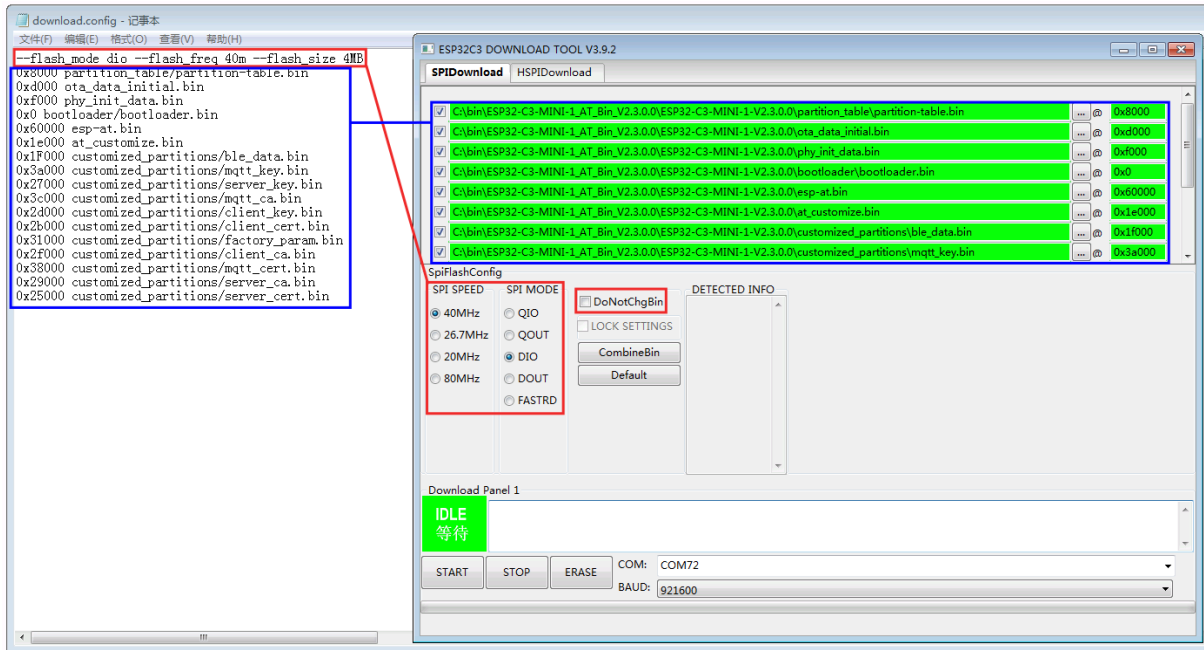 download.config - 记事本
文件(F) 编辑(E) 格式(O) 查看(V) 帮助(H)
--flash_mode dio --flash_freq 40m --flash_size 4MB
0x8000 partition_table/partition-table.bin
0xd000 ota_data_initial.bin
0xf000 phy_init_data.bin
0x0 bootloader/bootloader.bin
0x60000 esp-at.bin
0x1e000 at_customize.bin
0x1F000 customized_partitions/ble_data.bin
0x3a000 customized_partitions/mqtt_key.bin
0x27000 customized_partitions/server_key.bin
0x3c000 customized_partitions/mqtt_ca.bin
0x2d000 customized_partitions/client_key.bin
0x2b000 customized_partitions/client_cert.bin
0x31000 customized_partitions/factory_param.bin
0x2f000 customized_partitions/client_ca.bin
0x38000 customized_partitions/mqtt_cert.bin
0x29000 customized_partitions/server_ca.bin
0x25000 customized_partitions/server_cert.bin
ESP32C3 DOWNLOAD TOOL V3.9.2
SPIDownload HSPIDownload
C:\bin\ESP32-C3-MINI-1_AT_Bin_V2.3.0.0\ESP32-C3-MINI-1-V2.3.0.0\partition_table\partition-table.bin ... @ 0x8000
C:\bin\ESP32-C3-MINI-1_AT_Bin_V2.3.0.0\ESP32-C3-MINI-1-V2.3.0.0\ota_data_initial.bin ... @ 0xd000
C:\bin\ESP32-C3-MINI-1_AT_Bin_V2.3.0.0\ESP32-C3-MINI-1-V2.3.0.0\phy_init_data.bin ... @ 0xf000
C:\bin\ESP32-C3-MINI-1_AT_Bin_V2.3.0.0\ESP32-C3-MINI-1-V2.3.0.0\bootloader\bootloader.bin ... @ 0x0
C:\bin\ESP32-C3-MINI-1_AT_Bin_V2.3.0.0\ESP32-C3-MINI-1-V2.3.0.0\esp-at.bin ... @ 0x60000
C:\bin\ESP32-C3-MINI-1_AT_Bin_V2.3.0.0\ESP32-C3-MINI-1-V2.3.0.0\at_customize.bin ... @ 0x1e000
C:\bin\ESP32-C3-MINI-1_AT_Bin_V2.3.0.0\ESP32-C3-MINI-1-V2.3.0.0\customized_partitions\ble_data.bin ... @ 0x1f000
C:\bin\ESP32-C3-MINI-1_AT_Bin_V2.3.0.0\ESP32-C3-MINI-1-V2.3.0.0\customized_partitions\mqtt_key.bin ... @ 0x3a000
SpiFlashConfig
SPI SPEED SPI MODE DETECTED INFO
40MHz QIO DoNotChgBin
26.7MHz QOUT LOCK SETTINGS
20MHz DIO CombineBin
80MHz DOUT Default
FASTRD
Download Panel 1
IDLE
等待
START STOP ERASE COM: COM72
BAUD: 921600